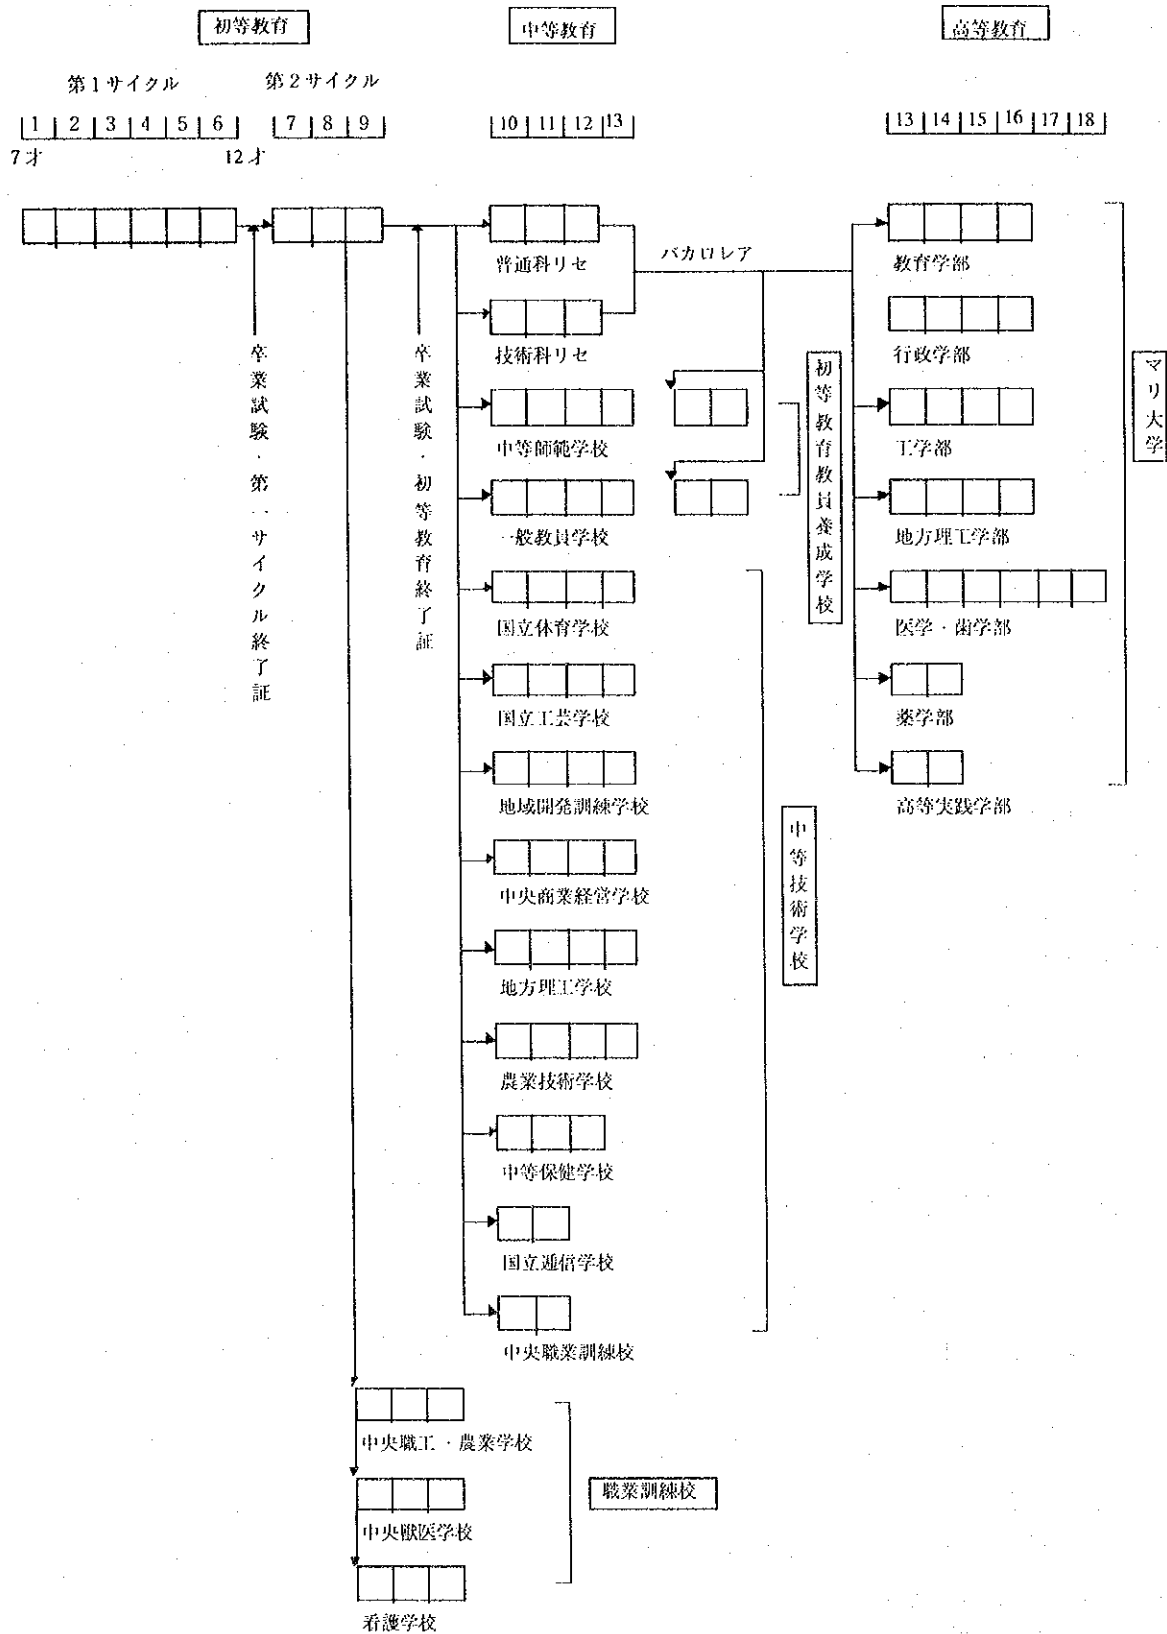 初等教育
中等教育
高等教育
第1サイクル
第2サイクル
1 2 3 4 5 6
7 8 9
10 11 12 13
13 14 15 16 17 18
7才
12才
普通科リセ
バカロレア
教育学部
技術科リセ
行政学部
中等師範学校
工学部
一般教員学校
地方理工学部
国立体育学校
医学・歯学部
国立工芸学校
薬学部
地域開発訓練学校
高等実践学部
中央商業経営学校
地方理工学校
農業技術学校
中等保健学校
国立通信学校
中央職業訓練校
卒業試験・第一サイクル終了証
卒業試験・初等教育終了証
初等教育教員養成学校
マリ大学
中等技術学校
中央職工・農業学校
職業訓練校
中央獣医学校
看護学校